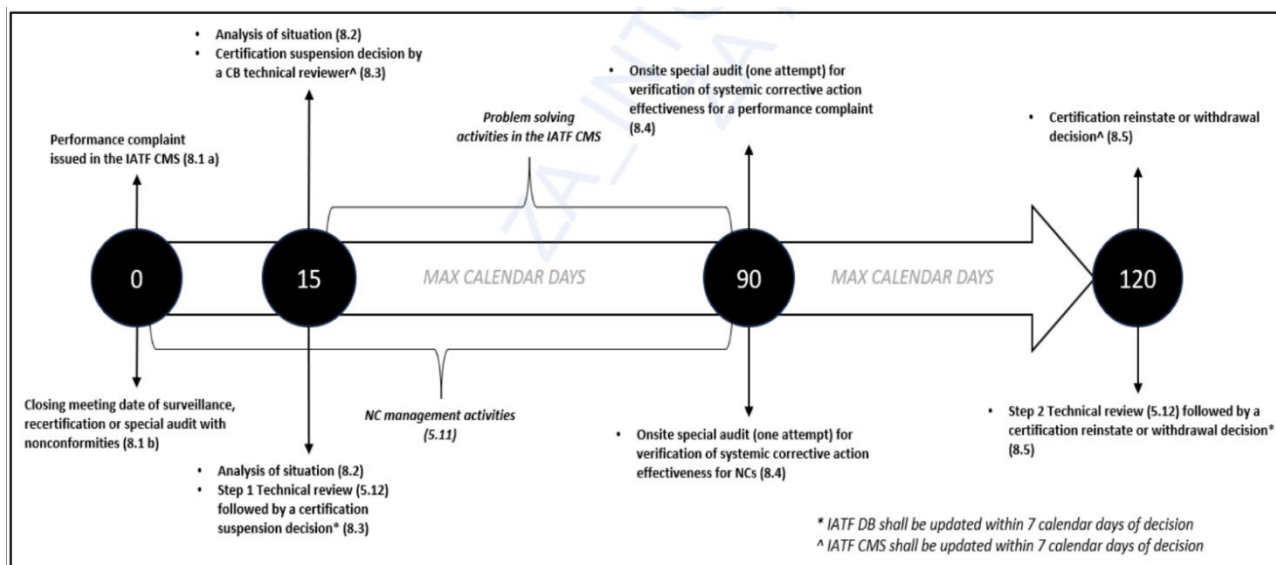 • Analysis of situation (8.2)
• Certification suspension decision by
a CB technical reviewer^ (8.3)
• Onsite special audit (one attempt) for
verification of systemic corrective action
effectiveness for a performance complaint
(8.4)
Problem solving
activities in the IATF CMS
• Certification reinstate or withdrawal
decision^ (8.5)
Performance complaint
issued in the IATF CMS (8.1 a)
0
15
MAX CALENDAR DAYS
90
MAX CALENDAR DAYS
120
Closing meeting date of surveillance,
recertification or special audit with
nonconformities (8.1 b)
NC management activities
(5.11)
• Analysis of situation (8.2)
• Step 1 Technical review (5.12)
followed by a certification
suspension decision* (8.3)
• Onsite special audit (one attempt) for
verification of systemic corrective action
effectiveness for NCs (8.4)
• Step 2 Technical review (5.12) followed by a
certification reinstate or withdrawal decision*
(8.5)
* IATF DB shall be updated within 7 calendar days of decision
^ IATF CMS shall be updated within 7 calendar days of decision